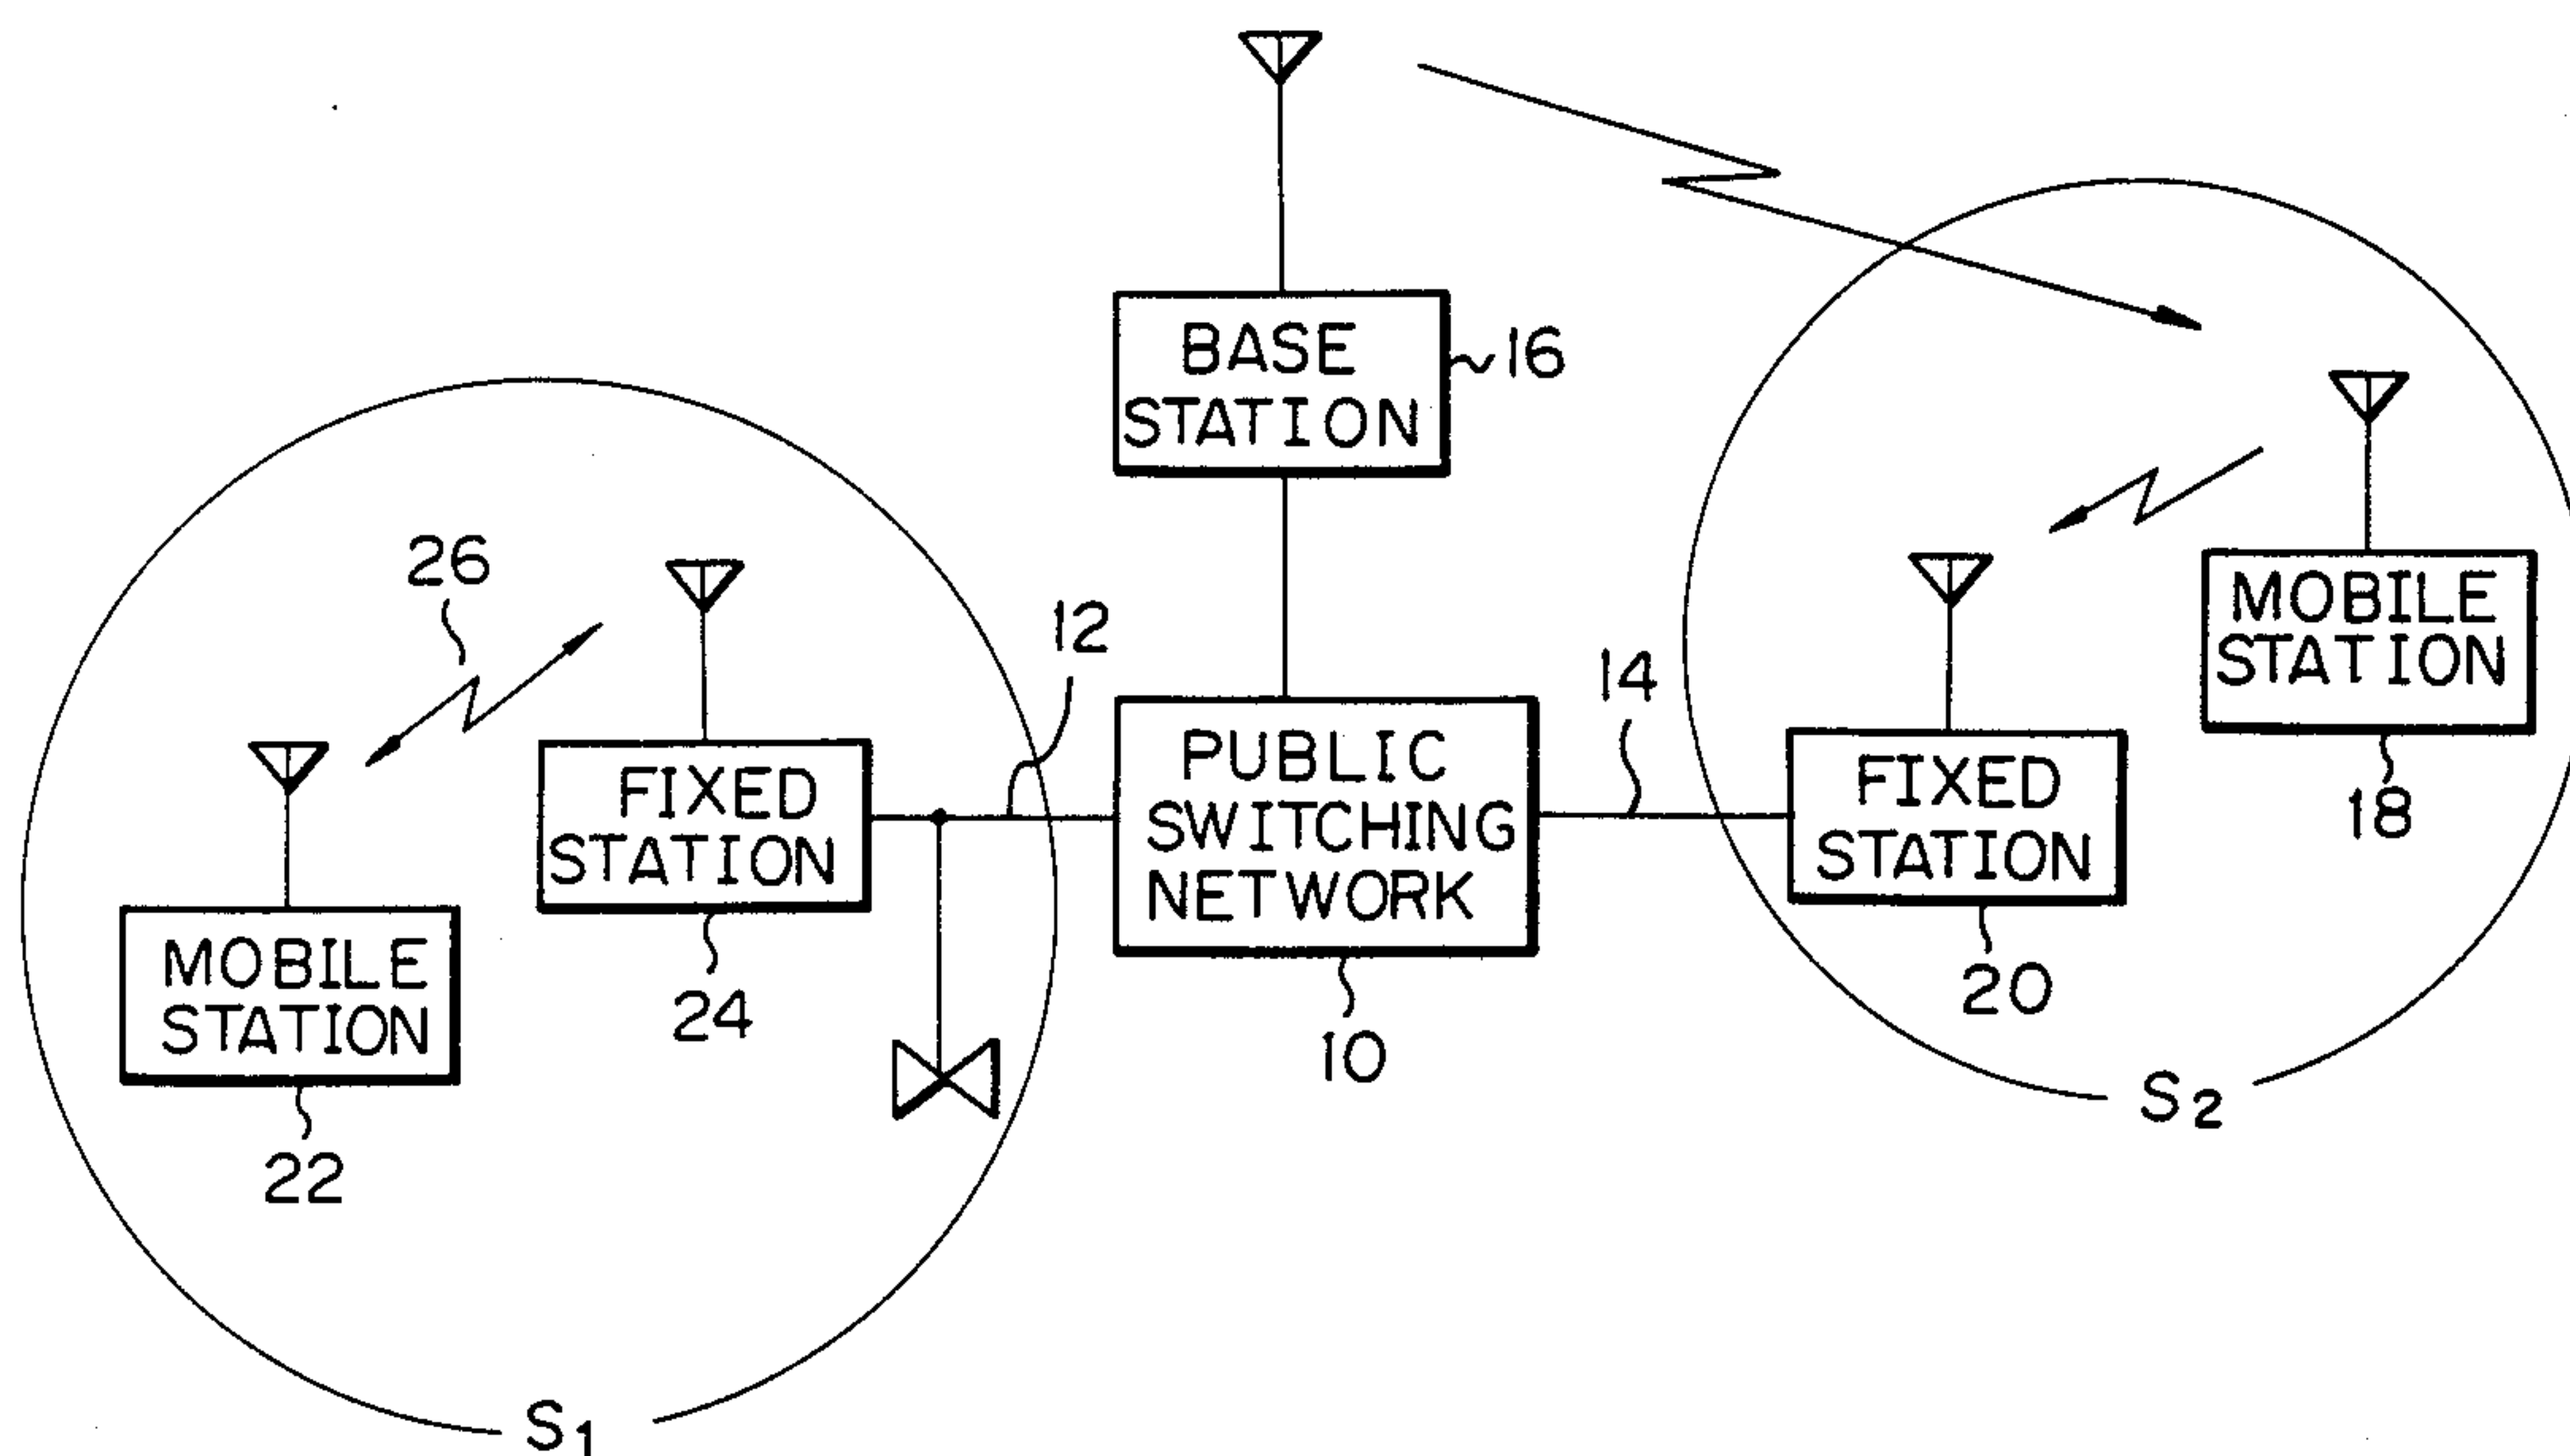 BASE
STATION
16
26
12
14
MOBILE
STATION
18
FIXED
STATION
24
PUBLIC
SWITCHING
NETWORK
10
FIXED
STATION
20
MOBILE
STATION
22
S2
S1